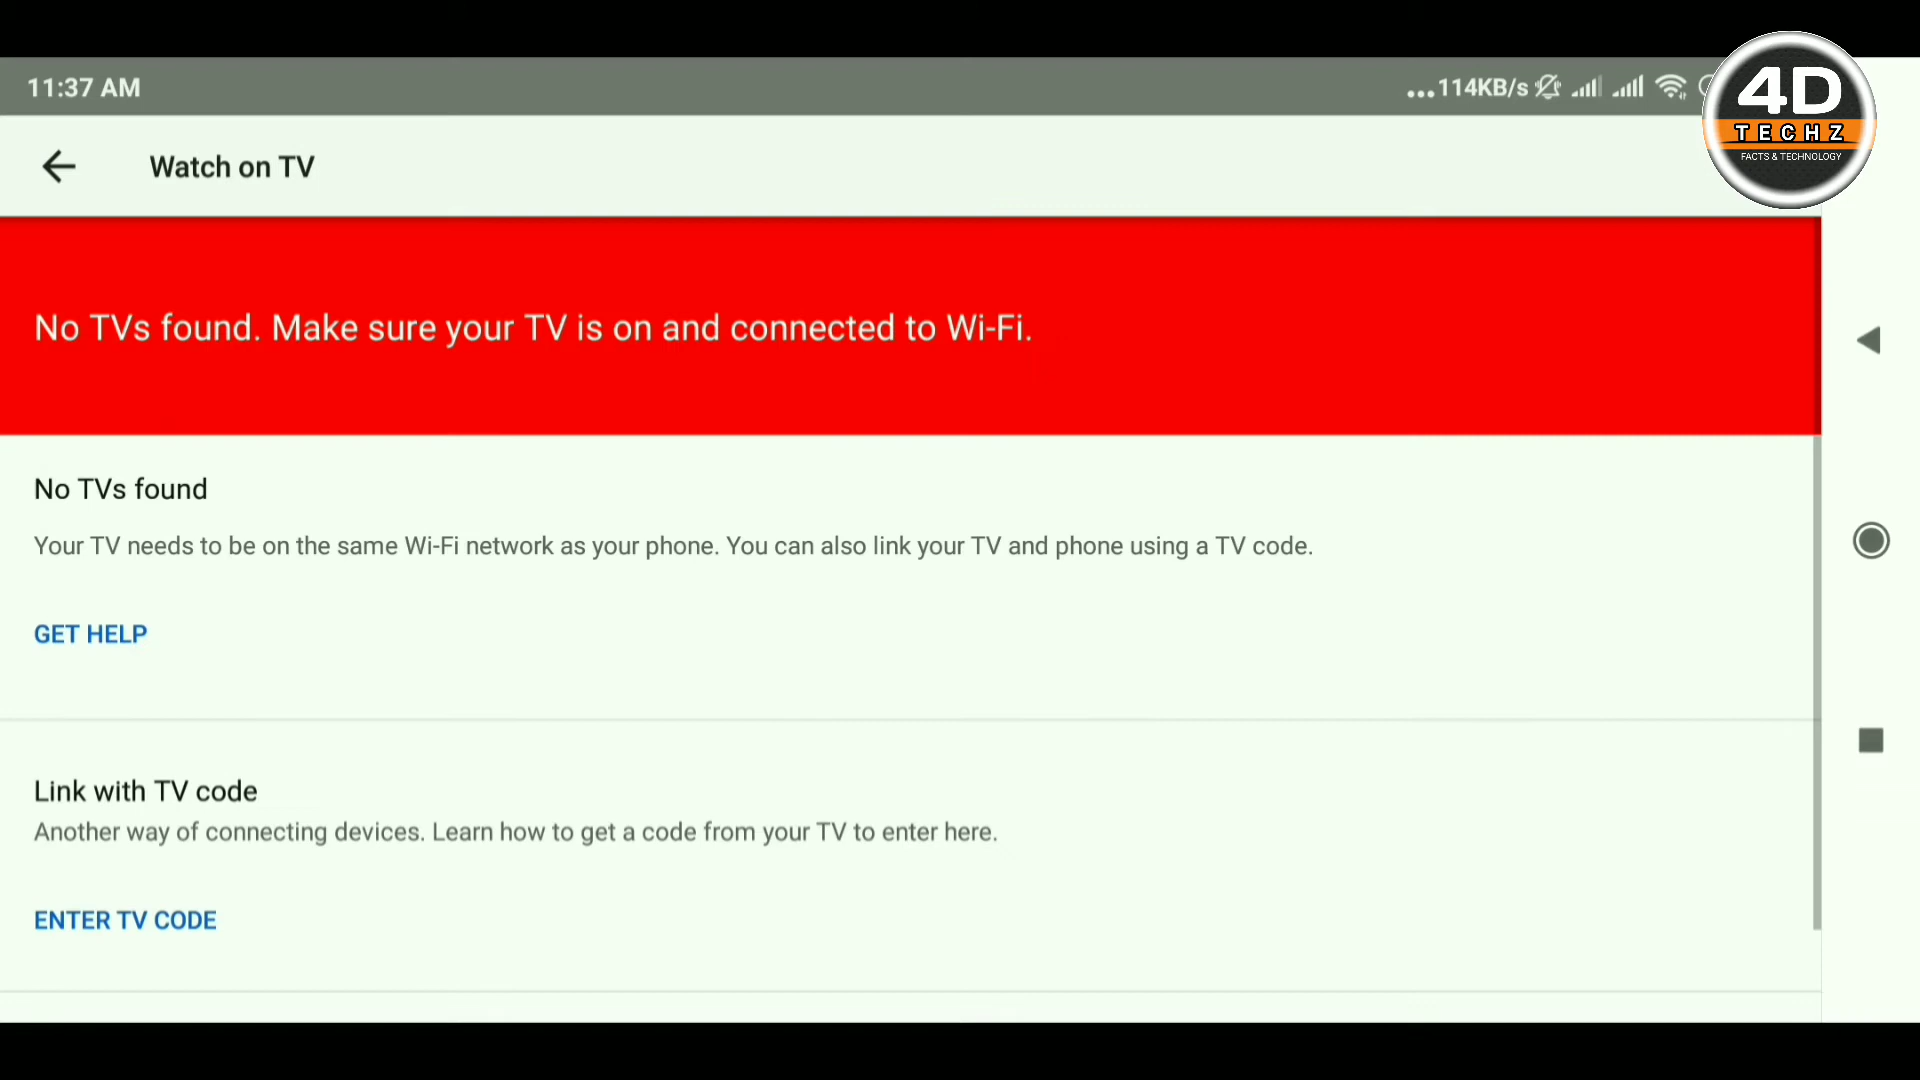 11:37 AM
...114KB/s
4D
TECHZ
FACTS & TECHNOLOGY
Watch on TV
No TVs found. Make sure your TV is on and connected to Wi-Fi.
No TVs found
Your TV needs to be on the same Wi-Fi network as your phone. You can also link your TV and phone using a TV code.
GET HELP
Link with TV code
Another way of connecting devices. Learn how to get a code from your TV to enter here.
ENTER TV CODE